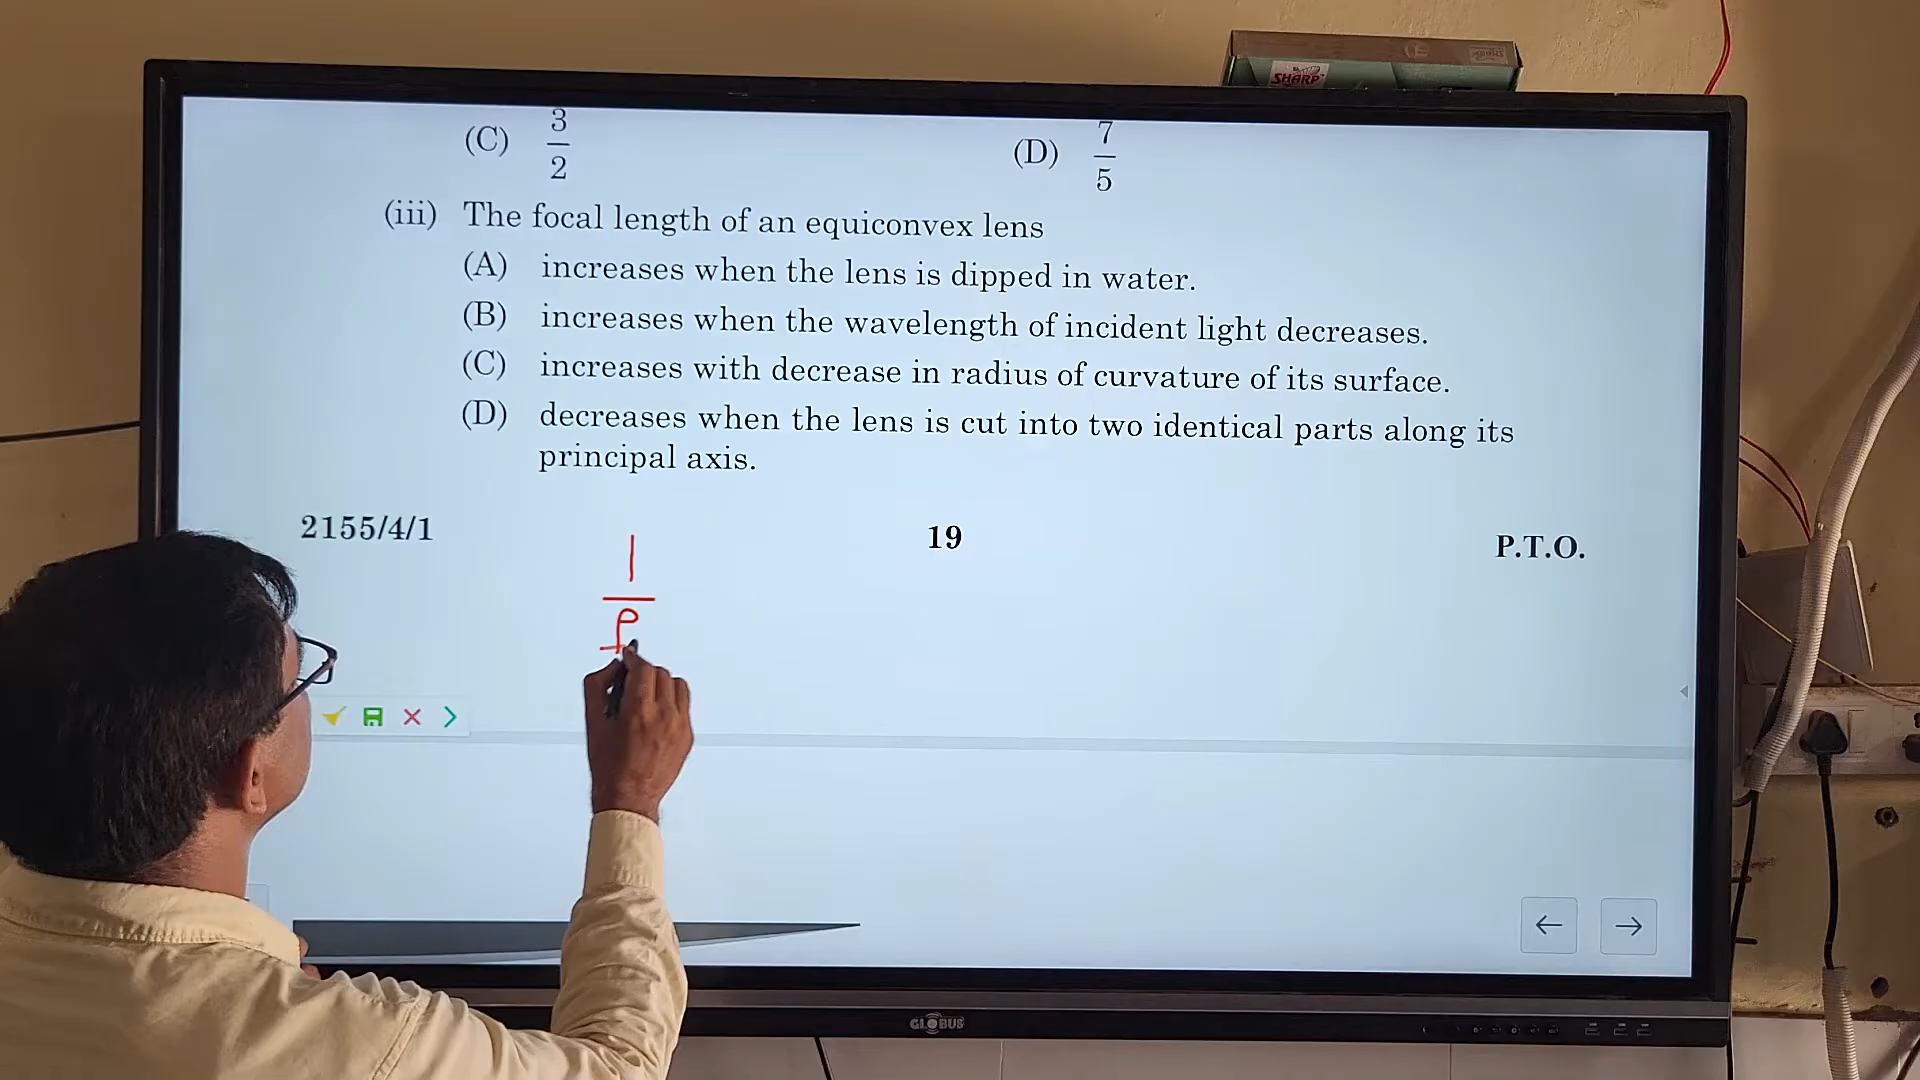 SHARP
(C) 3/2 (D) 7/5
(iii) The focal length of an equiconvex lens
(A) increases when the lens is dipped in water.
(B) increases when the wavelength of incident light decreases.
(C) increases with decrease in radius of curvature of its surface.
(D) decreases when the lens is cut into two identical parts along its
principal axis.
2155/4/1 19 P.T.O.
1/f
GLOBUS